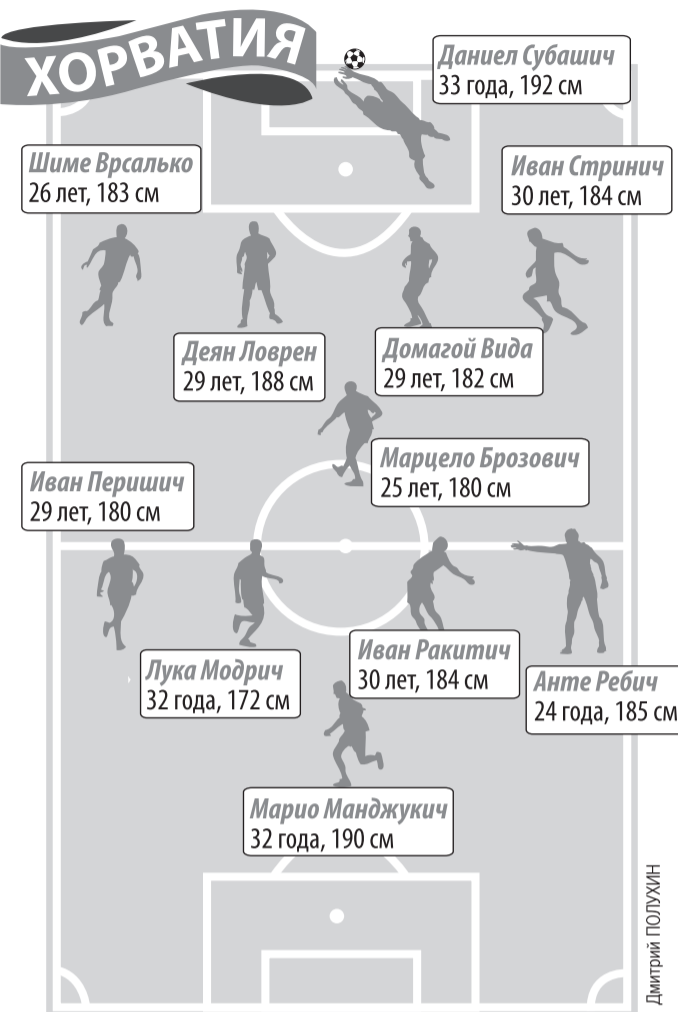 ХОРВАТИЯ
Даниел Субашич
33 года, 192 см
Шиме Врсалько
26 лет, 183 см
Иван Стринич
30 лет, 184 см
Деян Ловрен
29 лет, 188 см
Домагой Вида
29 лет, 182 см
Марцело Брозович
25 лет, 180 см
Иван Перишич
29 лет, 180 см
Лука Модрич
32 года, 172 см
Иван Ракитич
30 лет, 184 см
Анте Ребич
24 года, 185 см
Марио Манджукич
32 года, 190 см
Дмитрий ПОЛУХИН